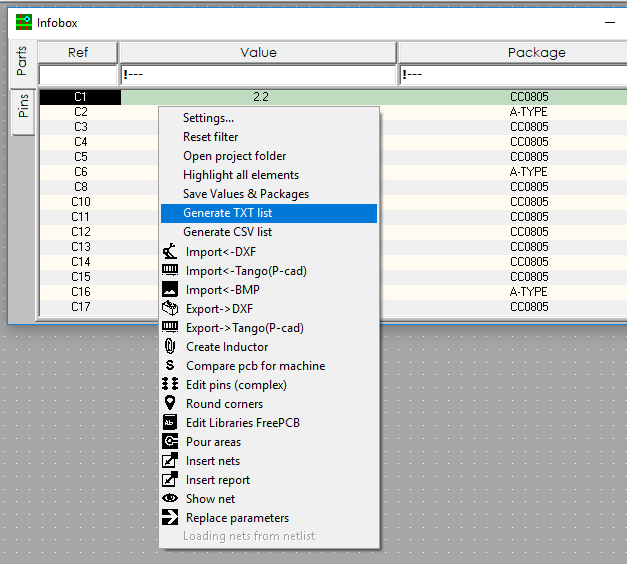 Infobox
Parts
Pins
Ref Value Package
!--- !---
C1 2.2 CC0805
C2 A-TYPE
C3 CC0805
C4 CC0805
C5 CC0805
C6 A-TYPE
C8 CC0805
C10 CC0805
C11 CC0805
C12 CC0805
C13 CC0805
C14 CC0805
C15 CC0805
C16 A-TYPE
C17 CC0805
Settings...
Reset filter
Open project folder
Highlight all elements
Save Values & Packages
Generate TXT list
Generate CSV list
Import<-DXF
Import<-Tango(P-cad)
Import<-BMP
Export->DXF
Export->Tango(P-cad)
Create Inductor
S Compare pcb for machine
Edit pins (complex)
Round corners
Ab Edit Libraries FreePCB
Pour areas
Insert nets
Insert report
Show net
Replace parameters
Loading nets from netlist